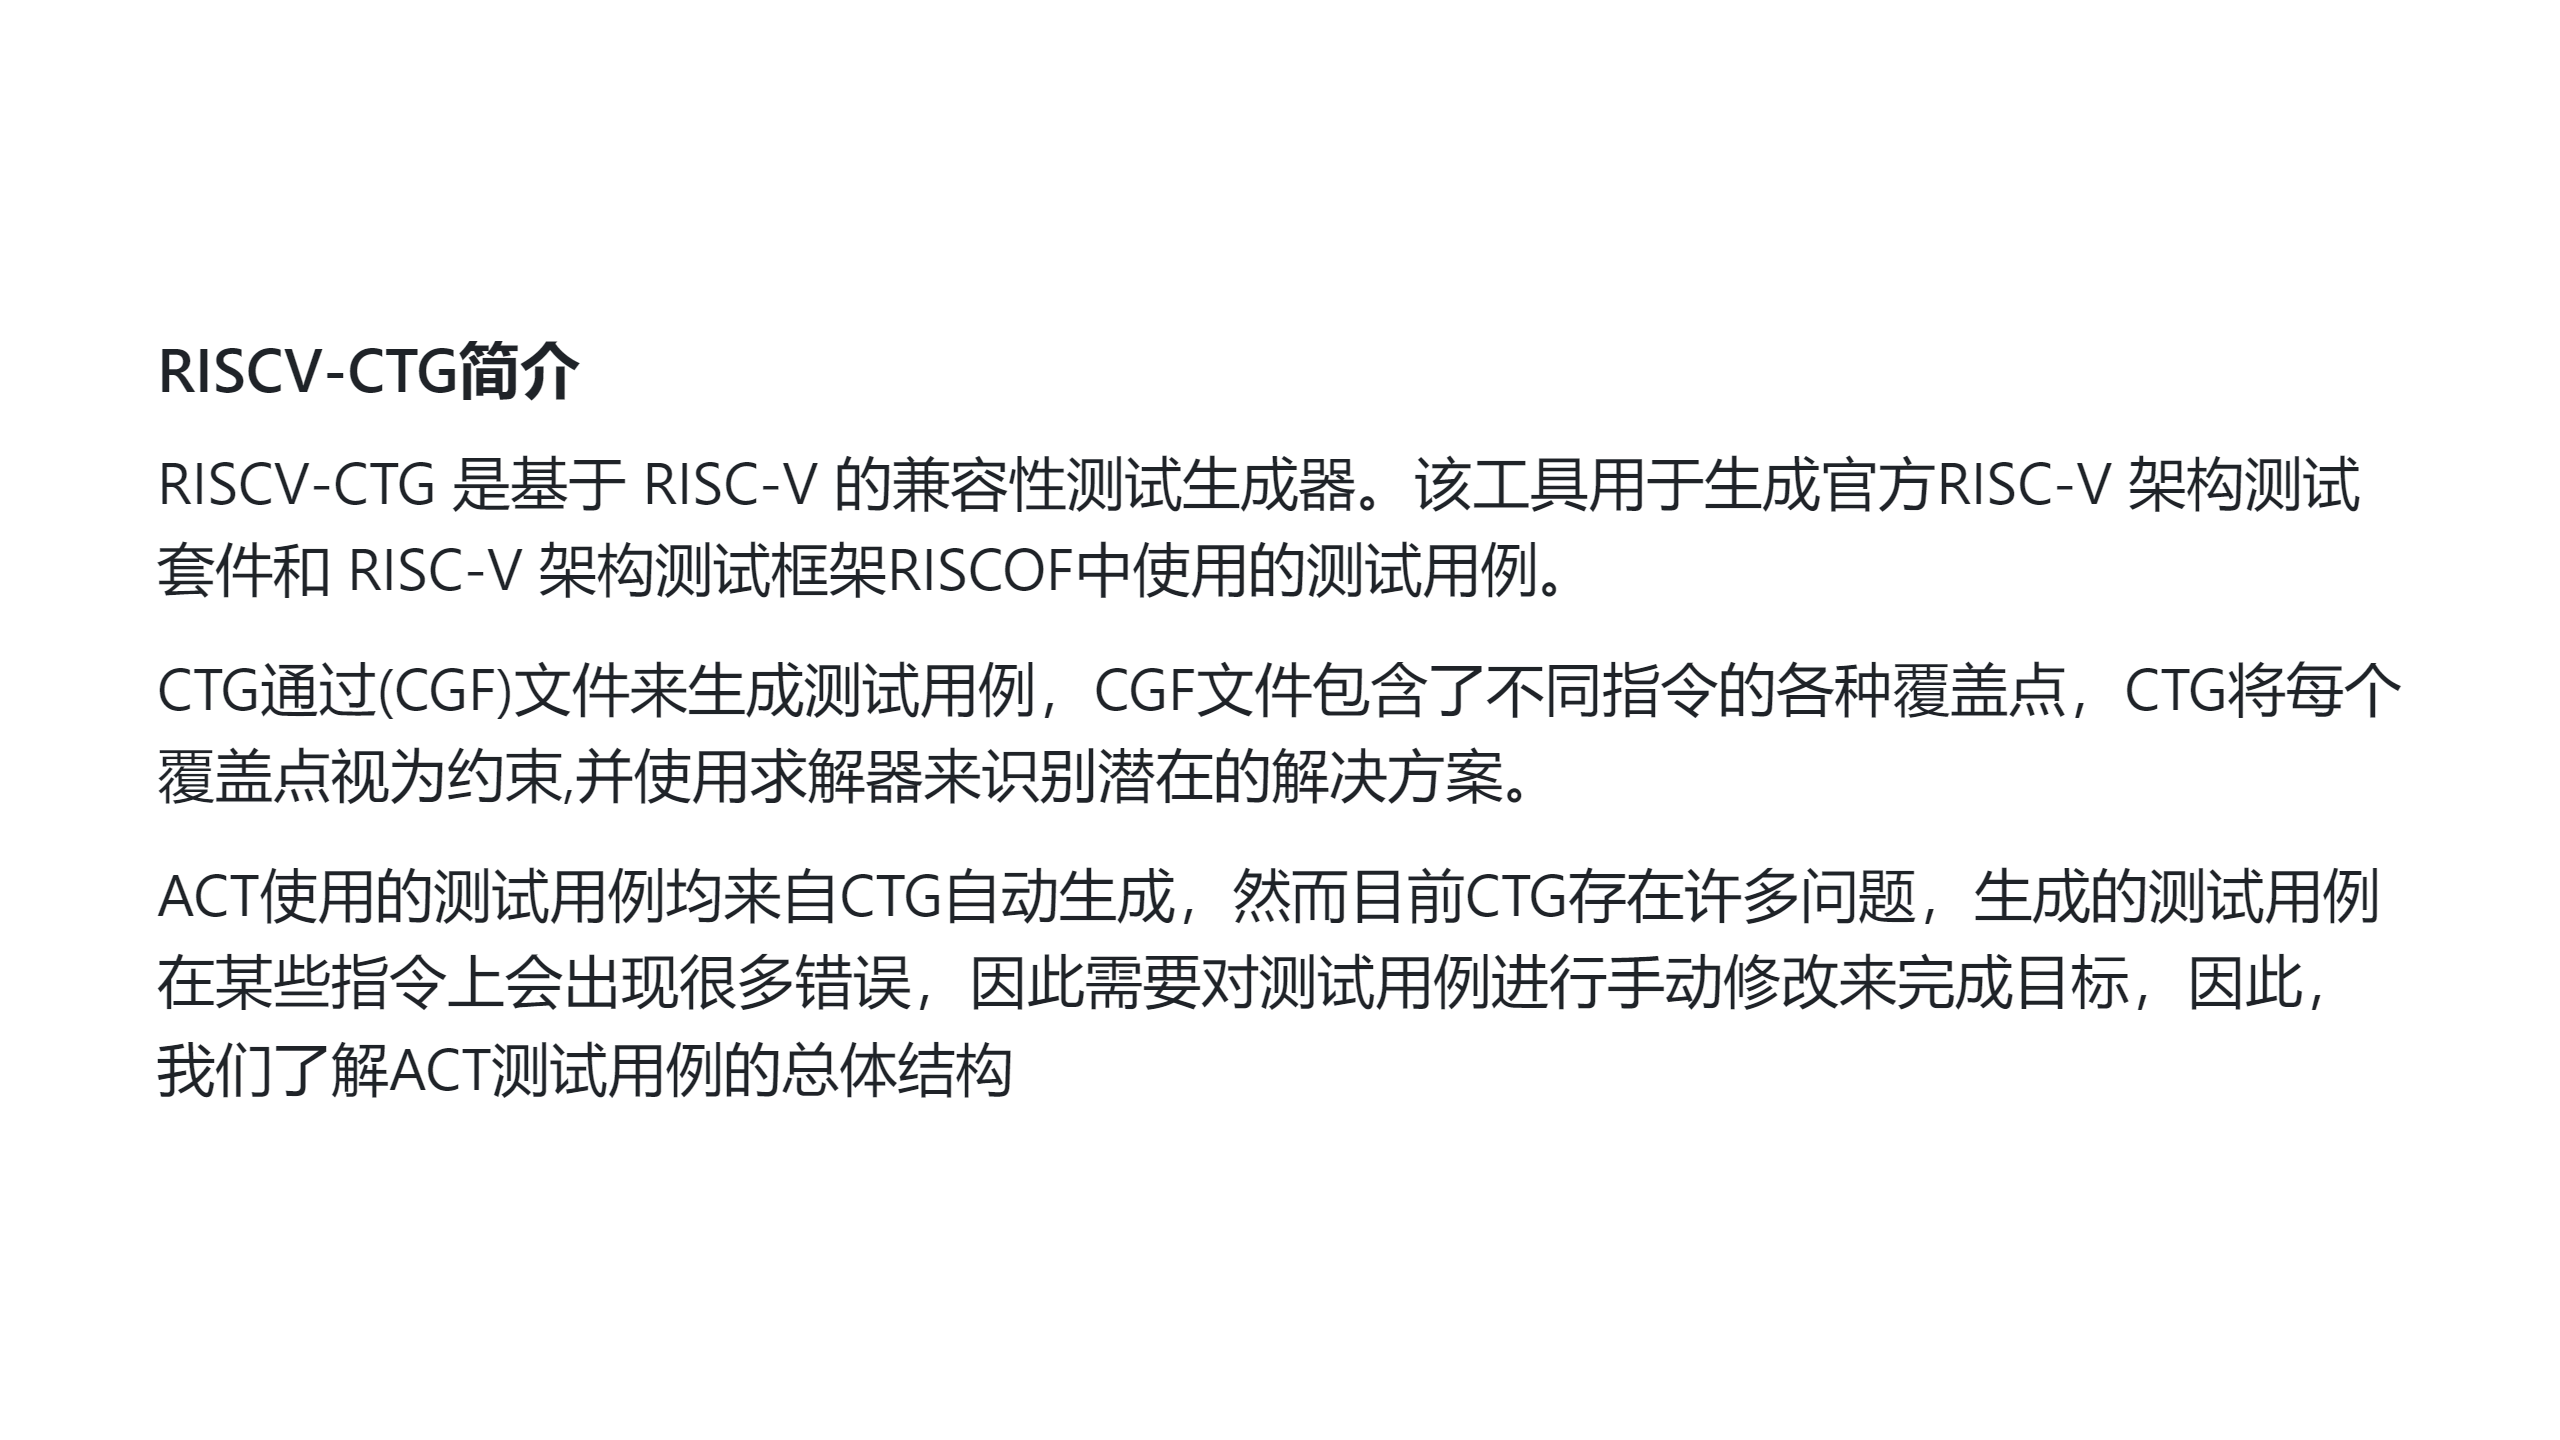 RISCV-CTG简介
RISCV-CTG 是基于 RISC-V 的兼容性测试生成器。该工具用于生成官方RISC-V 架构测试
套件和 RISC-V 架构测试框架RISCOF中使用的测试用例。
CTG通过(CGF)文件来生成测试用例，CGF文件包含了不同指令的各种覆盖点，CTG将每个
覆盖点视为约束,并使用求解器来识别潜在的解决方案。
ACT使用的测试用例均来自CTG自动生成，然而目前CTG存在许多问题，生成的测试用例
在某些指令上会出现很多错误，因此需要对测试用例进行手动修改来完成目标，因此，
我们了解ACT测试用例的总体结构